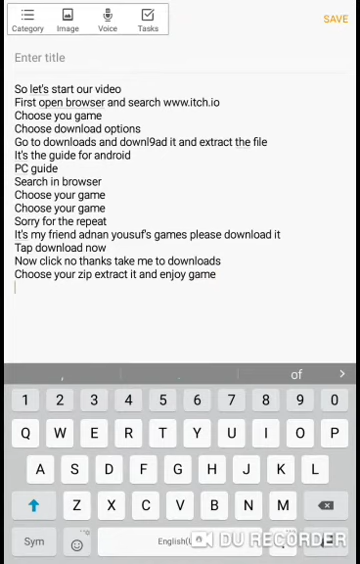 Category Image Voice Tasks
SAVE
Enter title
So let's start our video
First open browser and search www.itch.io
Choose you game
Choose download options
Go to downloads and downl9ad it and extract the file
It's the guide for android
PC guide
Search in browser
Choose your game
Choose your game
Sorry for the repeat
It's my friend adnan yousuf's games please download it
Tap download now
Now click no thanks take me to downloads
Choose your zip extract it and enjoy game
, . of >
1 2 3 4 5 6 7 8 9 0
Q W E R T Y U I O P
A S D F G H J K L
Z X C V B N M
Sym
DU RECORDER